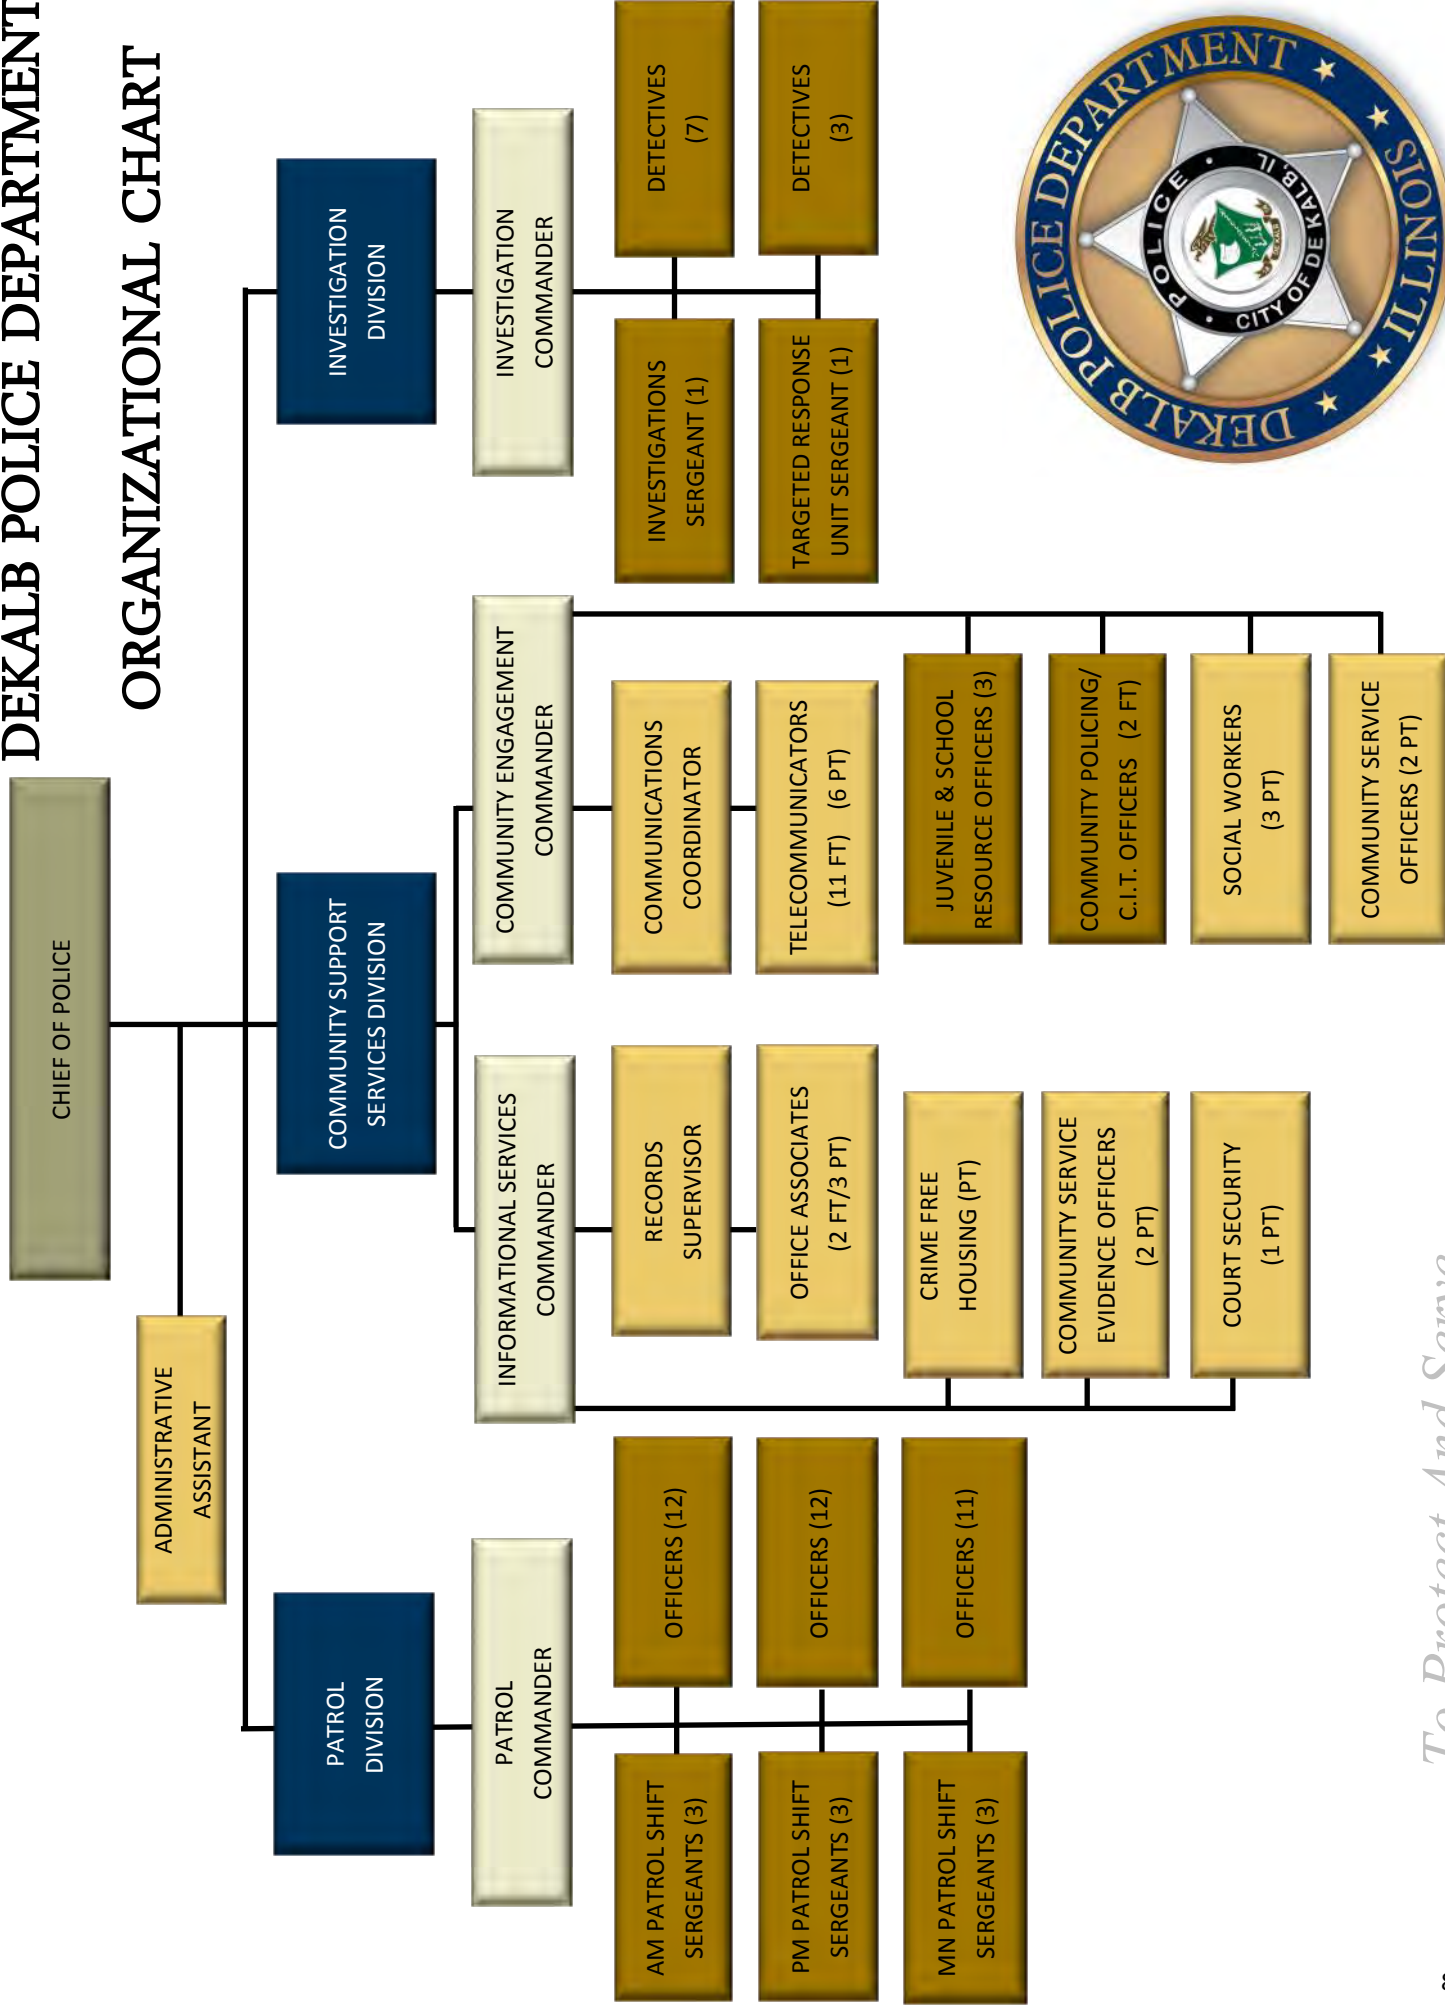 DEKALB POLICE DEPARTMENT
ORGANIZATIONAL CHART
CHIEF OF POLICE
ADMINISTRATIVE
ASSISTANT
PATROL
DIVISION
COMMUNITY SUPPORT
SERVICES DIVISION
INVESTIGATION
DIVISION
PATROL
COMMANDER
INFORMATIONAL SERVICES
COMMANDER
COMMUNITY ENGAGEMENT
COMMANDER
INVESTIGATION
COMMANDER
AM PATROL SHIFT
SERGEANTS (3)
OFFICERS (12)
PM PATROL SHIFT
SERGEANTS (3)
OFFICERS (12)
MN PATROL SHIFT
SERGEANTS (3)
OFFICERS (11)
RECORDS
SUPERVISOR
OFFICE ASSOCIATES
(2 FT/3 PT)
CRIME FREE
HOUSING (PT)
COMMUNITY SERVICE
EVIDENCE OFFICERS
(2 PT)
COURT SECURITY
(1 PT)
COMMUNICATIONS
COORDINATOR
TELECOMMUNICATORS
(11 FT) (6 PT)
JUVENILE & SCHOOL
RESOURCE OFFICERS (3)
COMMUNITY POLICING/
C.I.T. OFFICERS (2 FT)
SOCIAL WORKERS
(3 PT)
COMMUNITY SERVICE
OFFICERS (2 PT)
INVESTIGATIONS
SERGEANT (1)
DETECTIVES
(7)
TARGETED RESPONSE
UNIT SERGEANT (1)
DETECTIVES
(3)
DEKALB POLICE DEPARTMENT
ILLINOIS
POLICE
CITY OF DEKALB, IL
To Protect And Serve